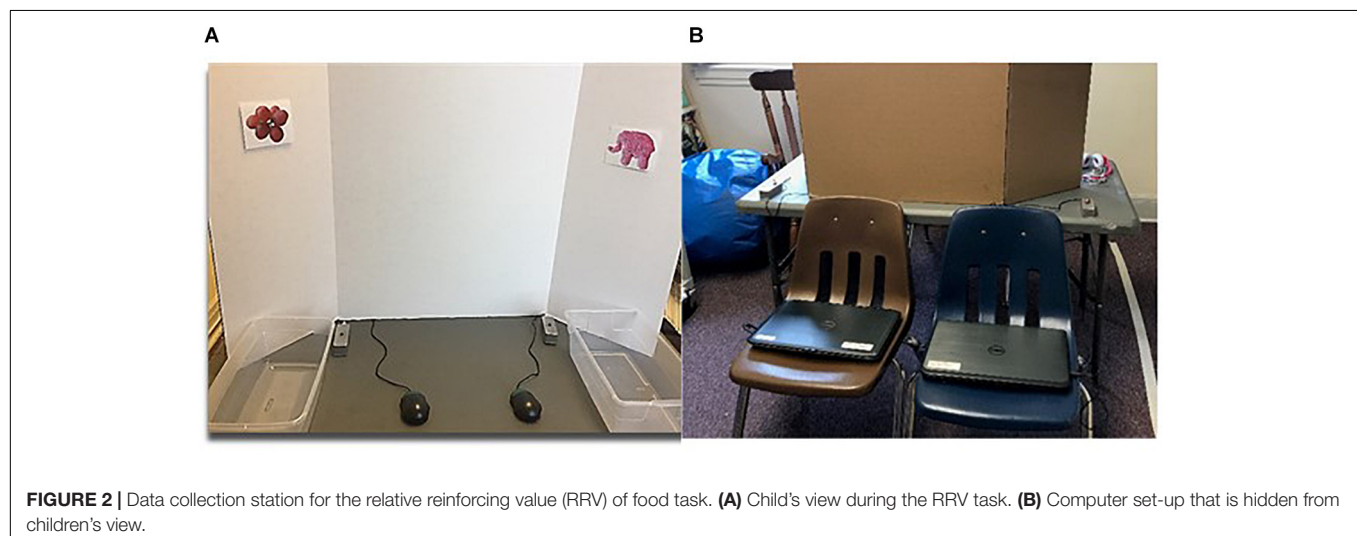 A
B
FIGURE 2 | Data collection station for the relative reinforcing value (RRV) of food task. (A) Child's view during the RRV task. (B) Computer set-up that is hidden from
children's view.